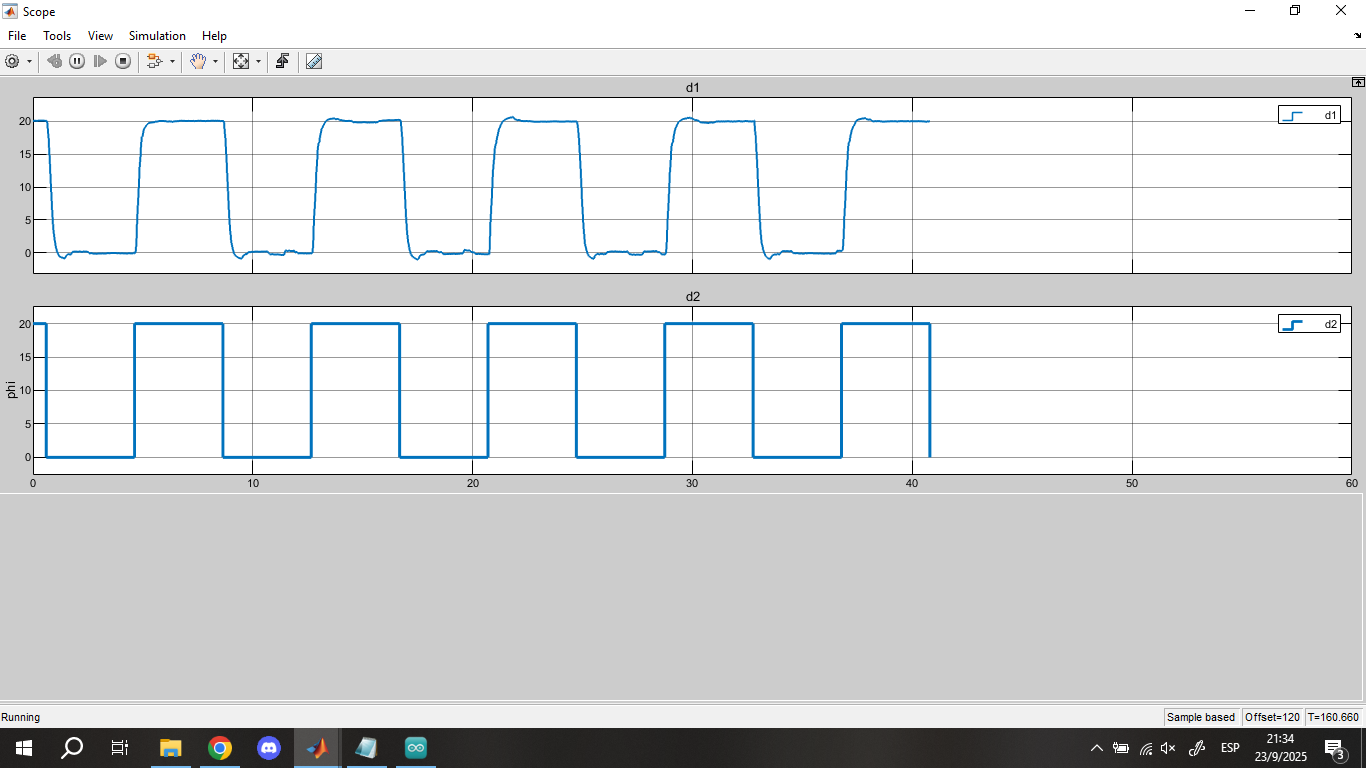 Scope
File Tools View Simulation Help
d1
20
15
10
5
0
d1
d2
phi
20
15
10
5
0
d2
0 10 20 30 40 50 60
Running
Sample based Offset=120 T=160.660
ESP
21:34
23/9/2025
3